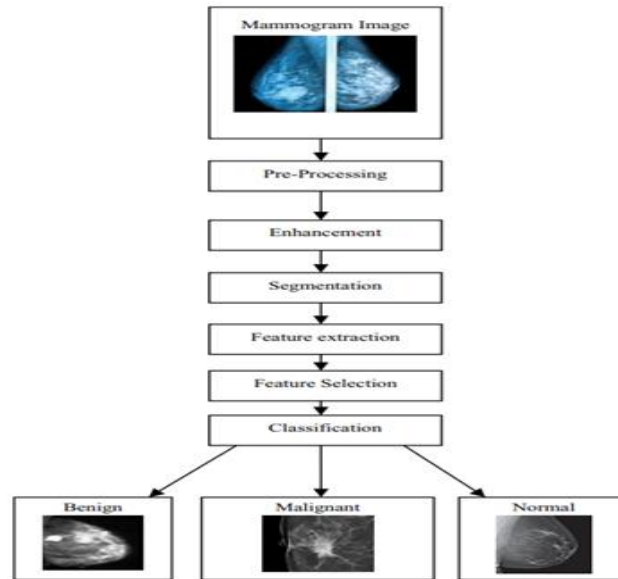 Mammogram Image
Pre-Processing
Enhancement
Segmentation
Feature extraction
Feature Selection
Classification
Benign
Malignant
Normal